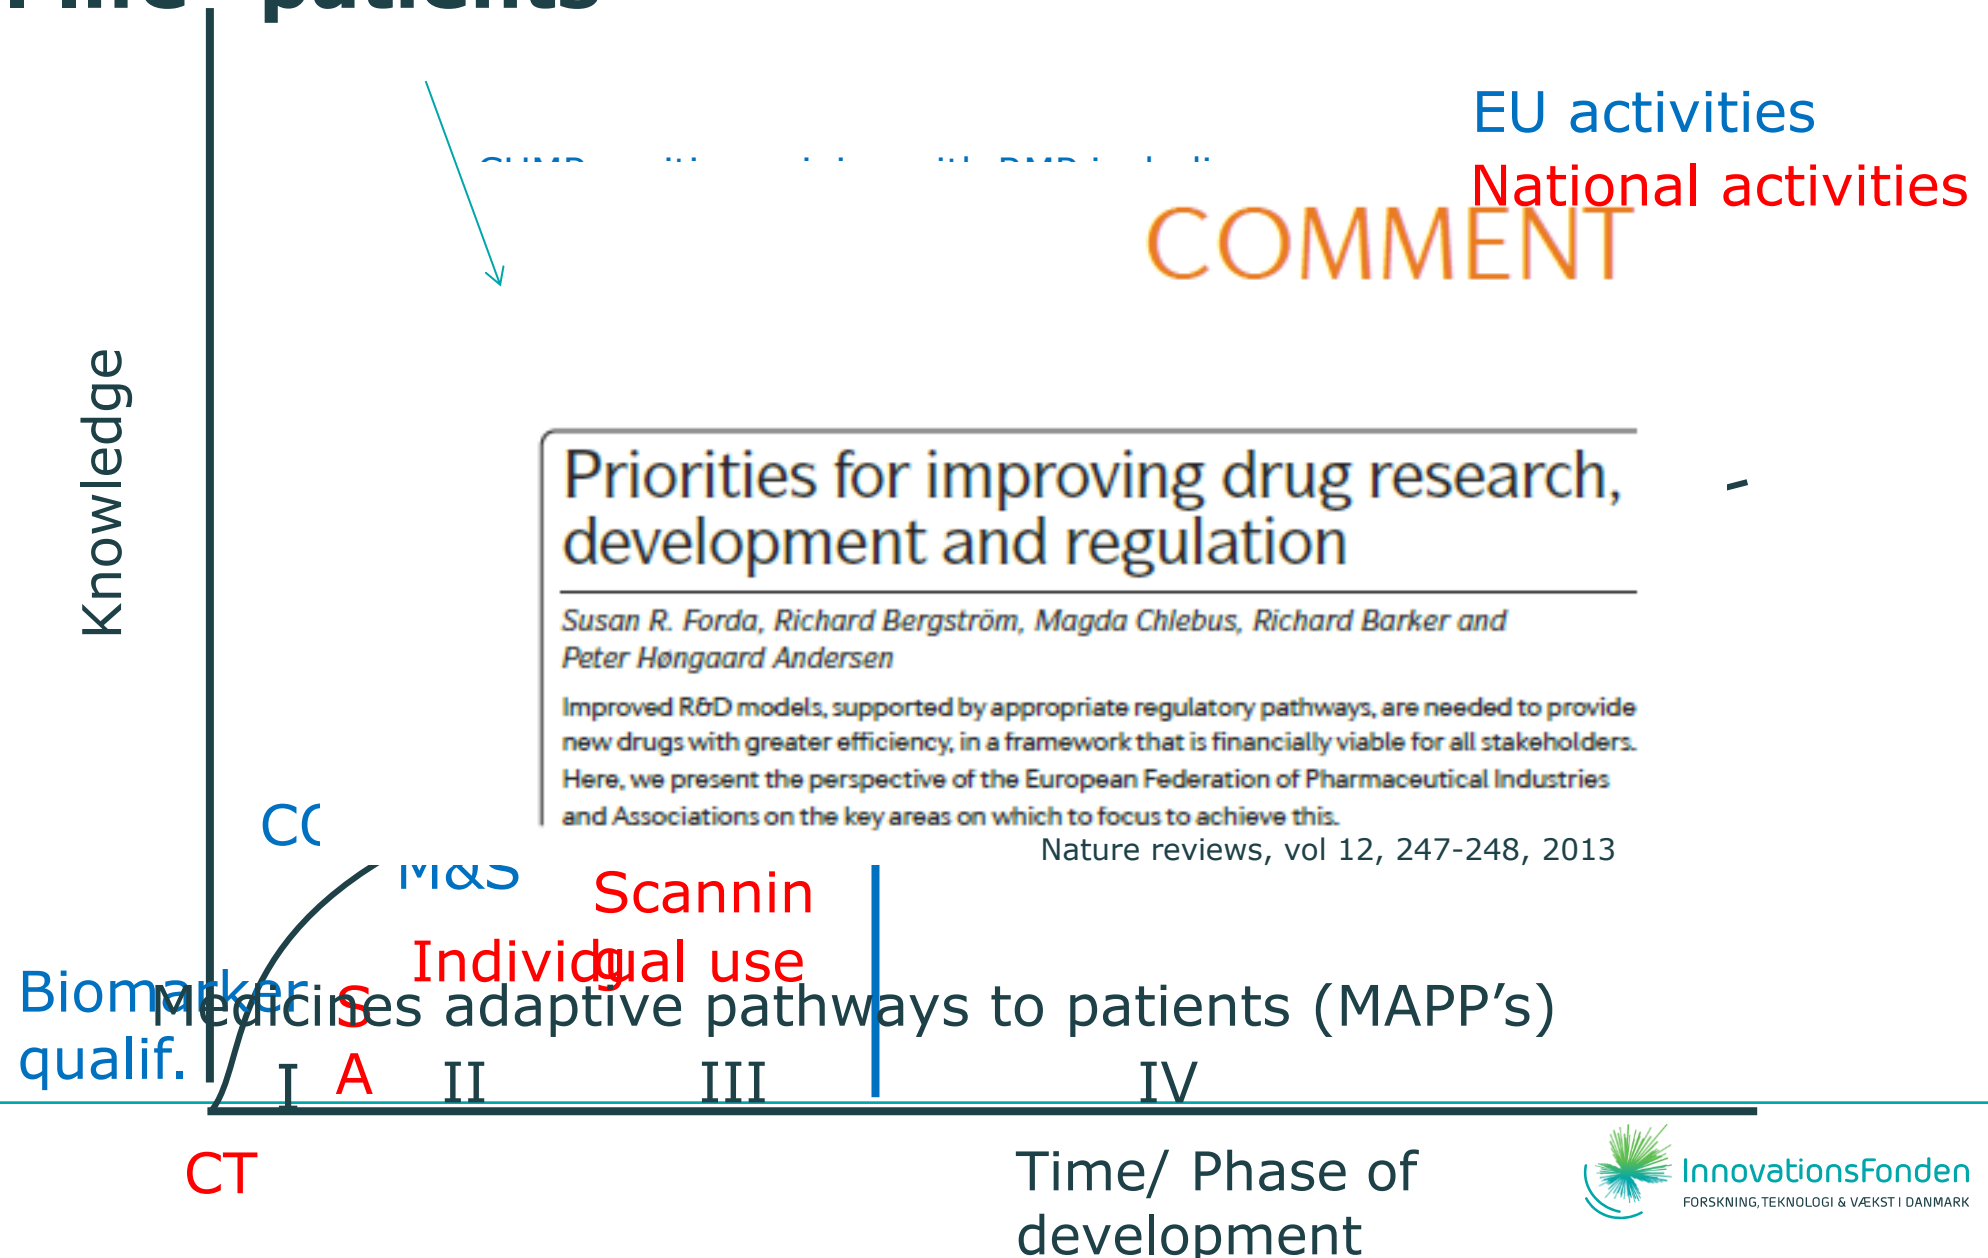 patients
EU activities
National activities
COMMENT
Knowledge
Priorities for improving drug research,
development and regulation
Susan R. Forda, Richard Bergström, Magda Chlebus, Richard Barker and
Peter Høngaard Andersen
Improved R&D models, supported by appropriate regulatory pathways, are needed to provide
new drugs with greater efficiency, in a framework that is financially viable for all stakeholders.
Here, we present the perspective of the European Federation of Pharmaceutical Industries
and Associations on the key areas on which to focus to achieve this.
Nature reviews, vol 12, 247-248, 2013
M&S
Scannin
g
Individual use
Biomarker
qualif.
Medicines adaptive pathways to patients (MAPP’s)
S
A
I II III IV
CT
Time/ Phase of
development
InnovationsFonden
FORSKNING, TEKNOLOGI & VÆKST I DANMARK